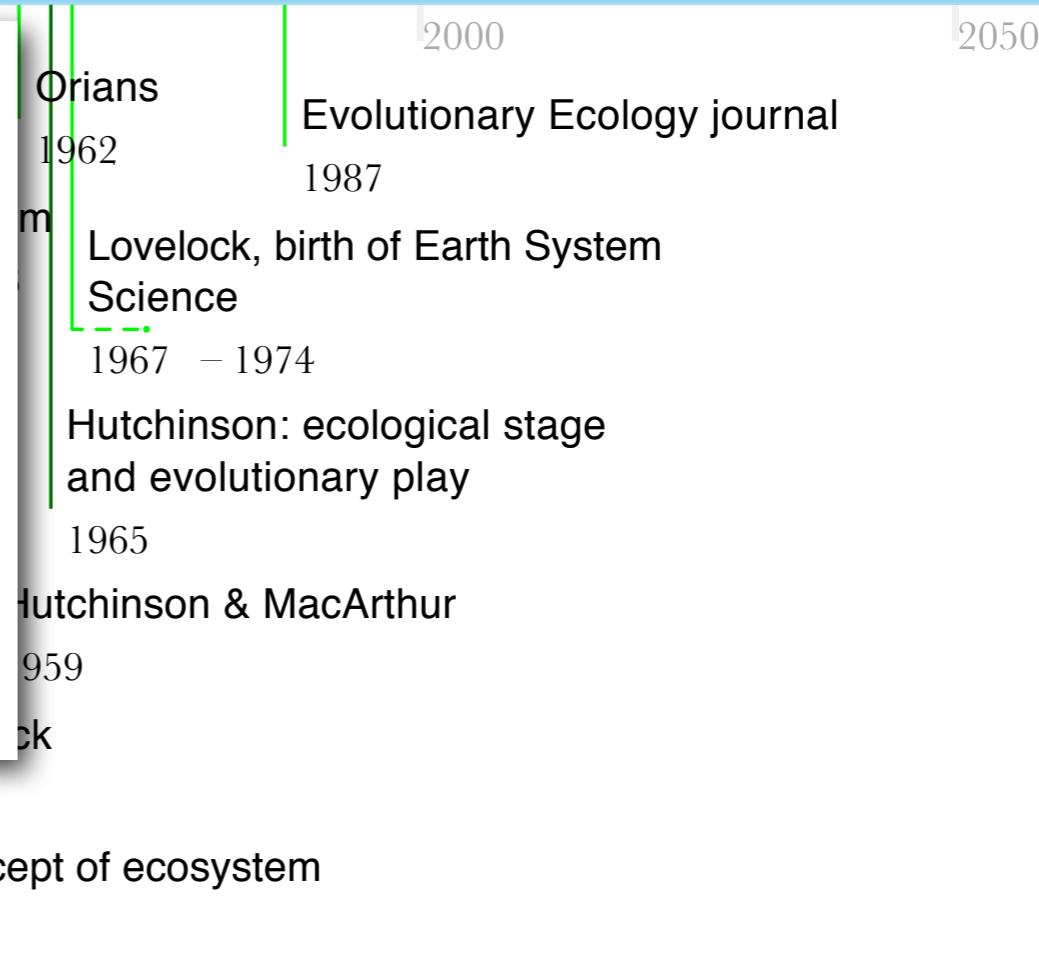 2000
2050
Orians
1962
Evolutionary Ecology journal
1987
m
Lovelock, birth of Earth System
Science
1967 – 1974
Hutchinson: ecological stage
and evolutionary play
1965
Hutchinson & MacArthur
959
ck
cept of ecosystem